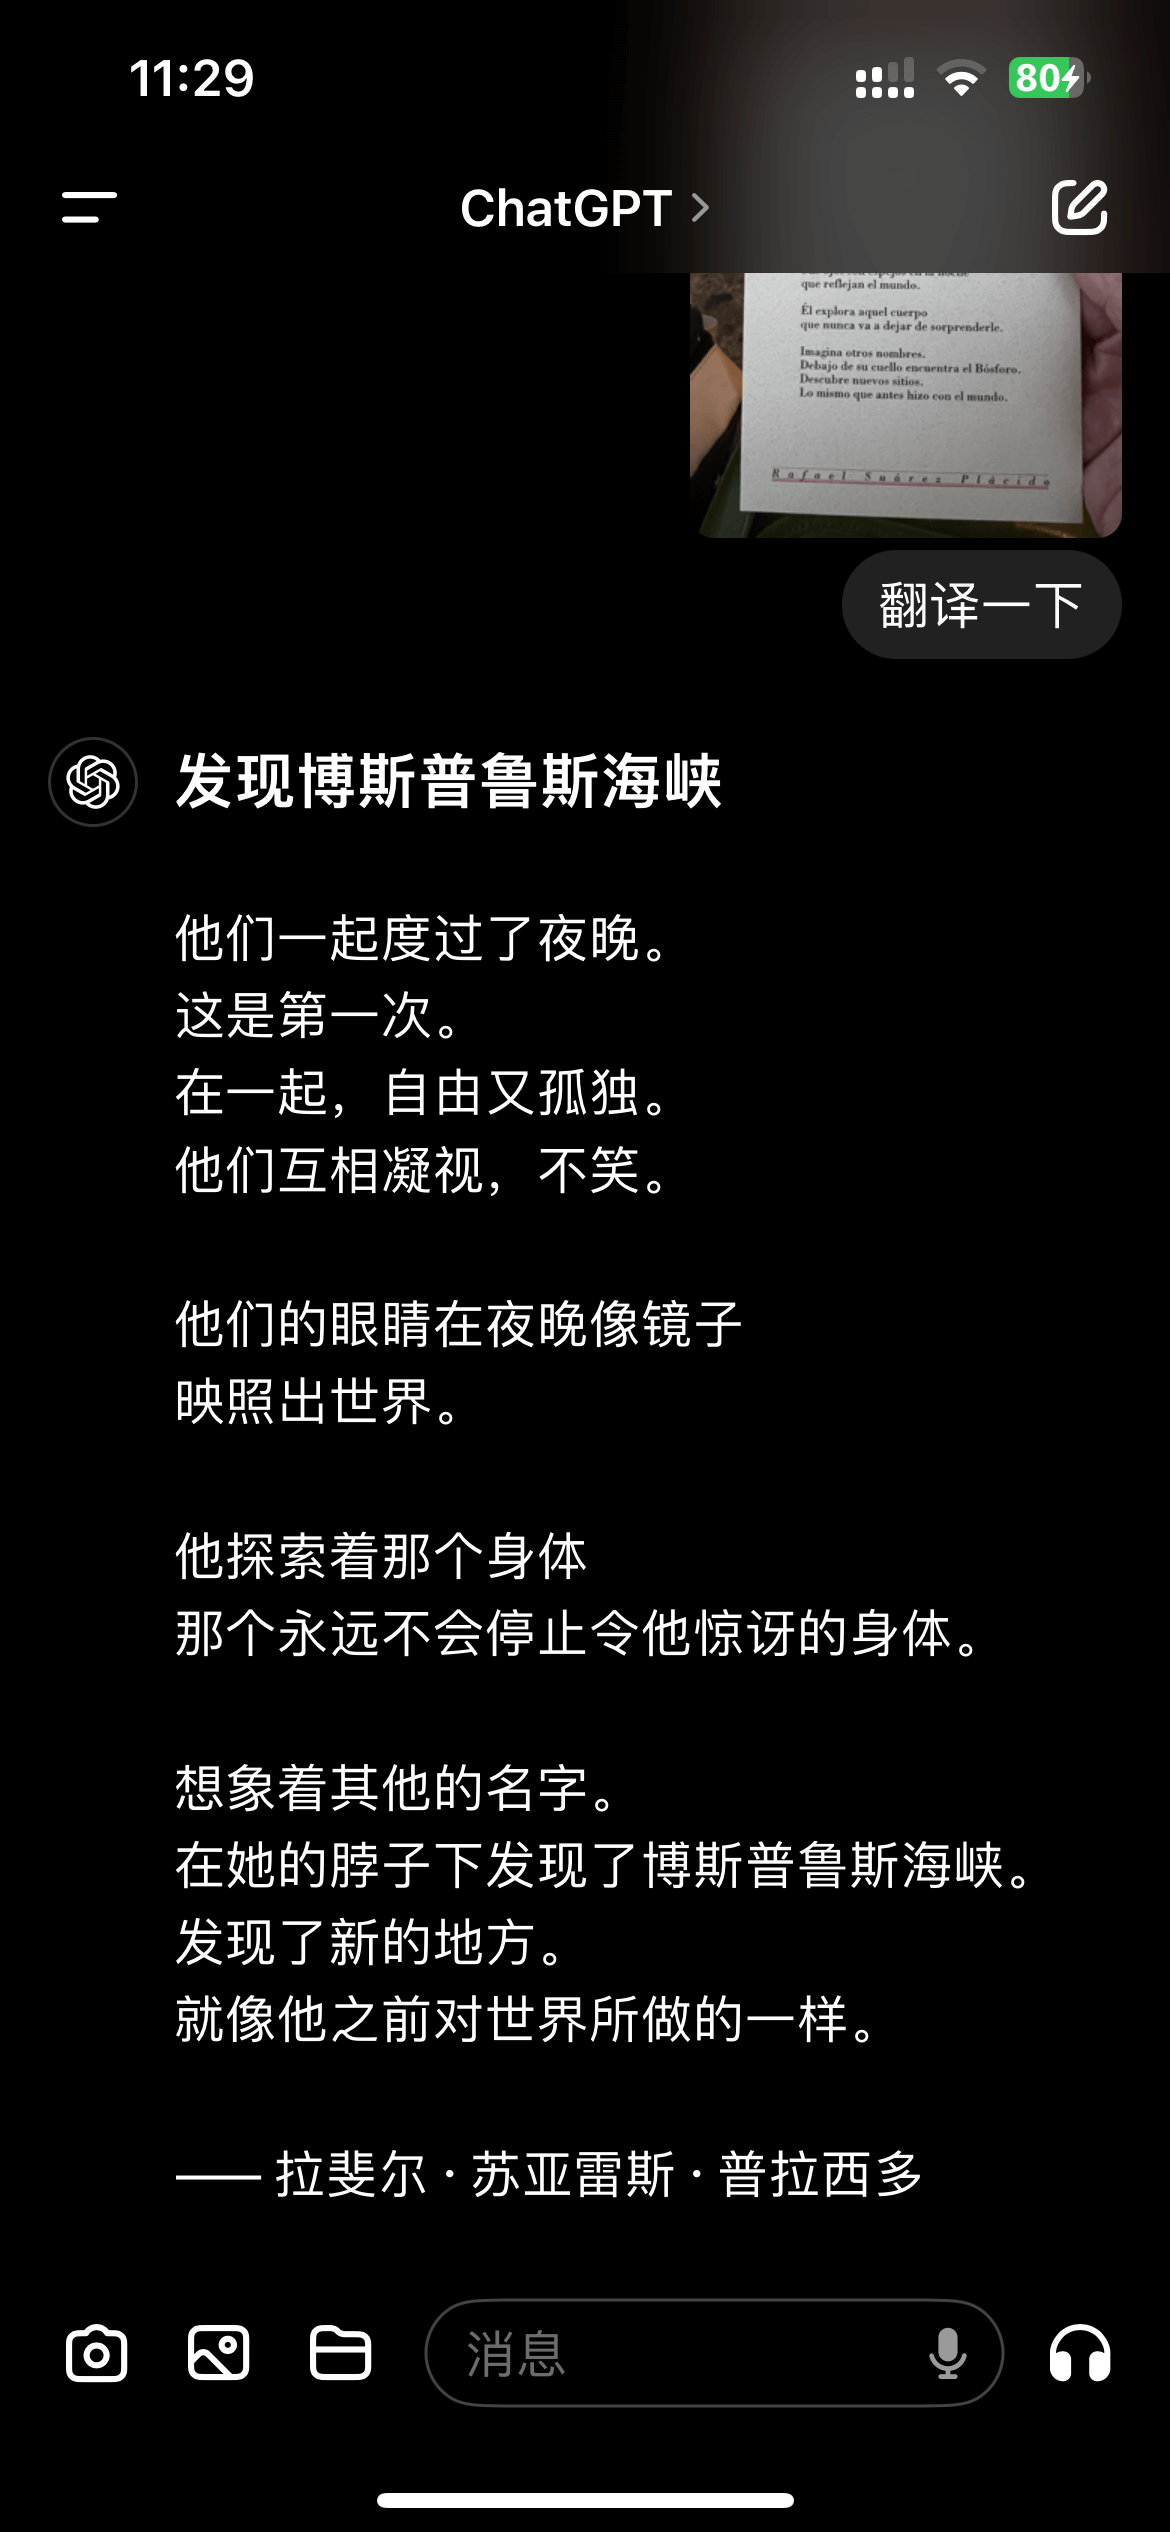 11:29
80
ChatGPT
que reflejan el mundo.
Él explora aquel cuerpo
que nunca va a dejar de sorprenderle.
Imagina otros nombres.
Debajo de su cuello encuentra el Bósforo.
Descubre nuevos sitios.
Lo mismo que antes hizo con el mundo.
Rafael Suárez Plácido
翻译一下
发现博斯普鲁斯海峡
他们一起度过了夜晚。
这是第一次。
在一起，自由又孤独。
他们互相凝视，不笑。
他们的眼睛在夜晚像镜子
映照出世界。
他探索着那个身体
那个永远不会停止令他惊讶的身体。
想象着其他的名字。
在她的脖子下发现了博斯普鲁斯海峡。
发现了新的地方。
就像他之前对世界所做的一样。
—— 拉斐尔·苏亚雷斯·普拉西多
消息